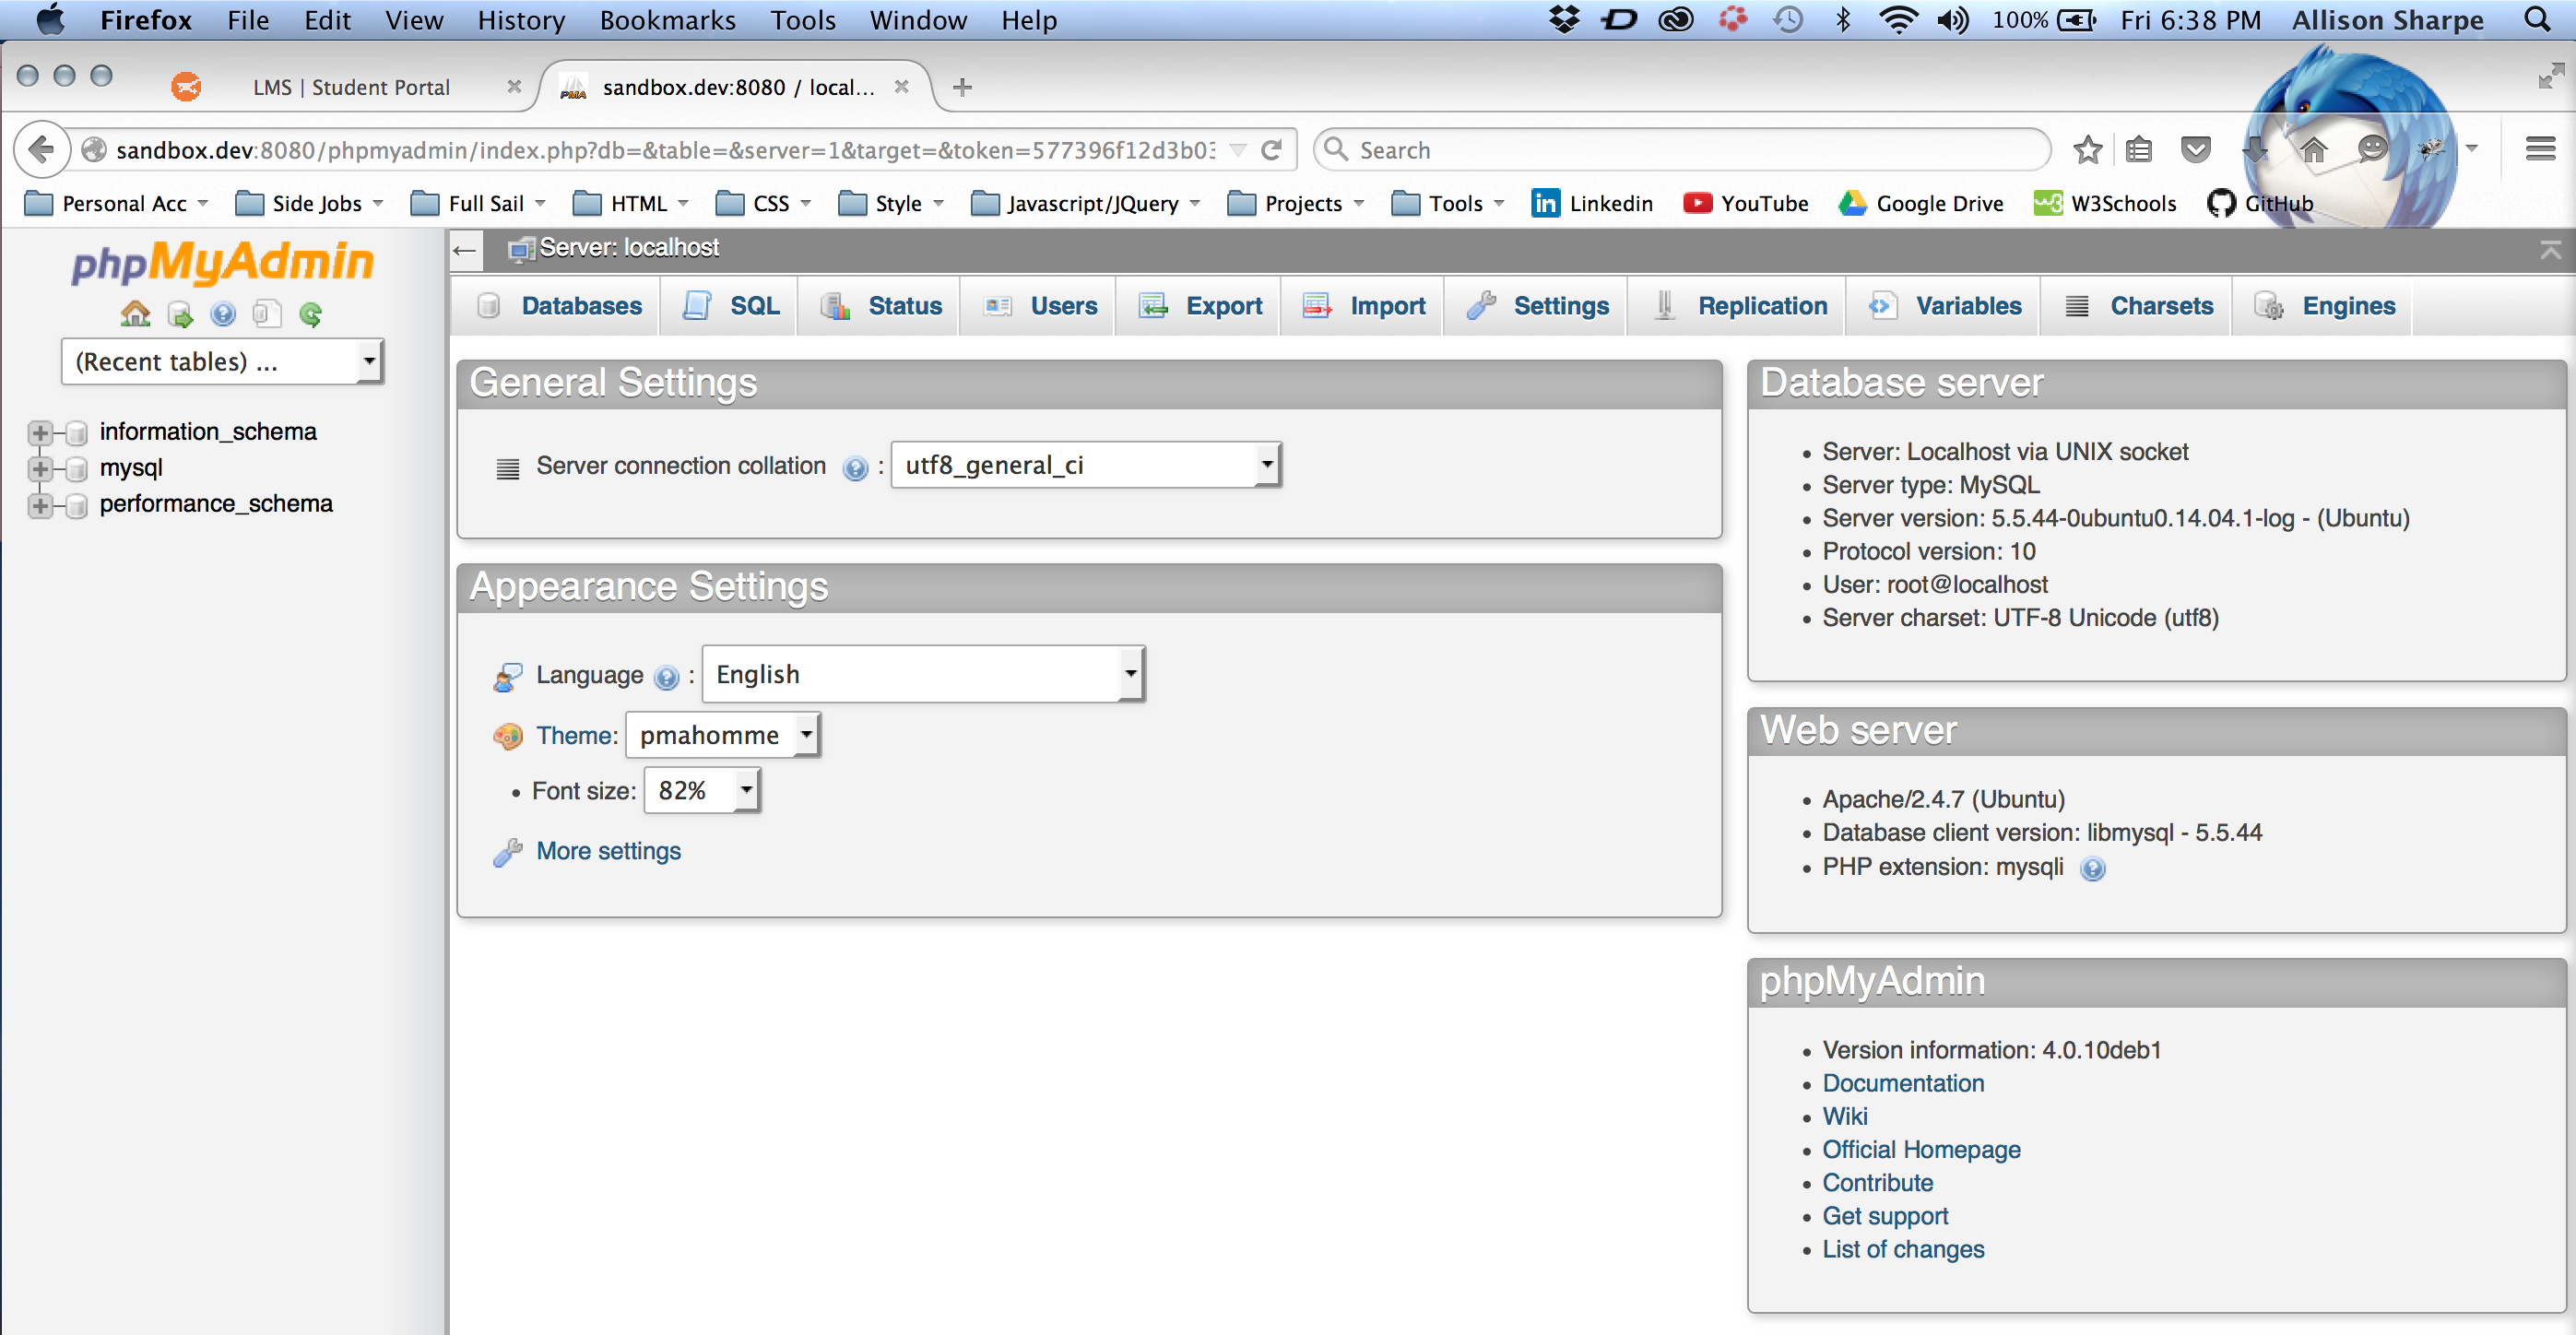 Firefox File Edit View History Bookmarks Tools Window Help 100% Fri 6:38 PM Allison Sharpe
LMS | Student Portal sandbox.dev:8080 / local...
sandbox.dev:8080/phpmyadmin/index.php?db=&table=&server=1&target=&token=577396f12d3b03 Search
Personal Acc Side Jobs Full Sail HTML CSS Style Javascript/JQuery Projects Tools Linkedin YouTube Google Drive W3Schools GitHub
phpMyAdmin
(Recent tables) ...
information_schema
mysql
performance_schema
Server: localhost
Databases SQL Status Users Export Import Settings Replication Variables Charsets Engines
General Settings
Server connection collation : utf8_general_ci
Appearance Settings
Language : English
Theme: pmahomme
• Font size: 82%
More settings
Database server
• Server: Localhost via UNIX socket
• Server type: MySQL
• Server version: 5.5.44-0ubuntu0.14.04.1-log - (Ubuntu)
• Protocol version: 10
• User: root@localhost
• Server charset: UTF-8 Unicode (utf8)
Web server
• Apache/2.4.7 (Ubuntu)
• Database client version: libmysql - 5.5.44
• PHP extension: mysqli
phpMyAdmin
• Version information: 4.0.10deb1
• Documentation
• Wiki
• Official Homepage
• Contribute
• Get support
• List of changes